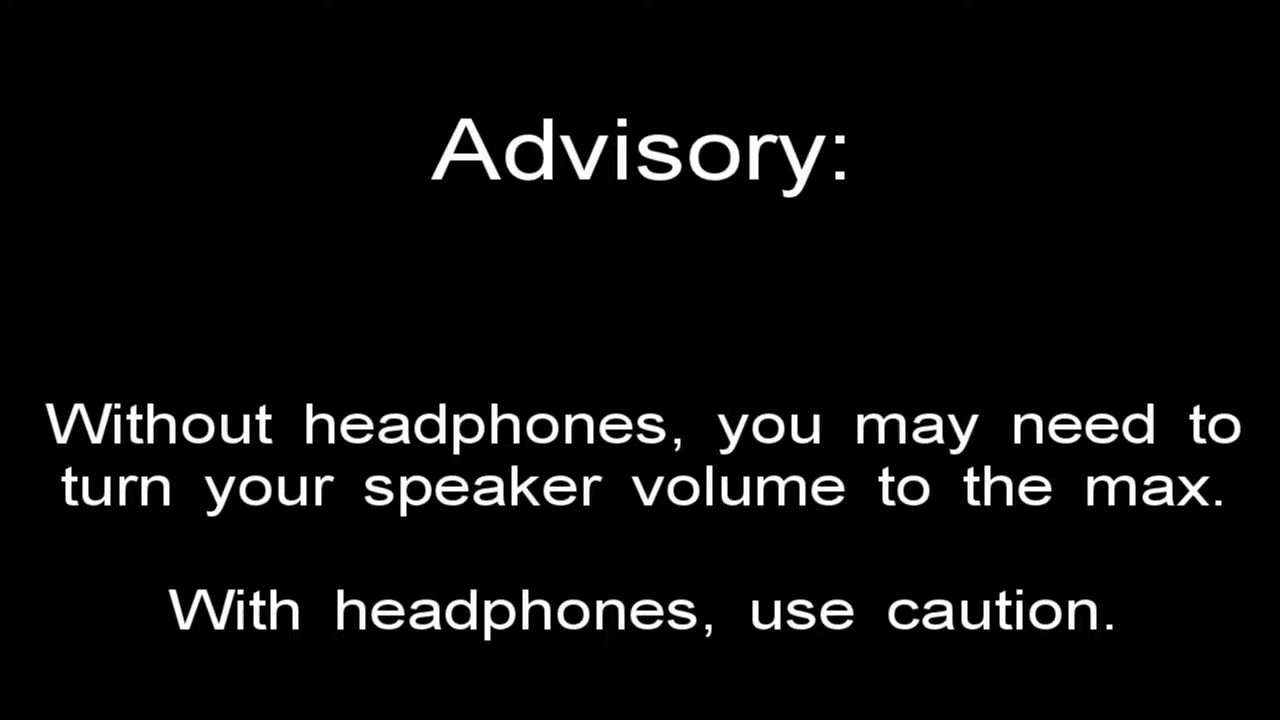 Advisory:
Without headphones, you may need to
turn your speaker volume to the max.
With headphones, use caution.